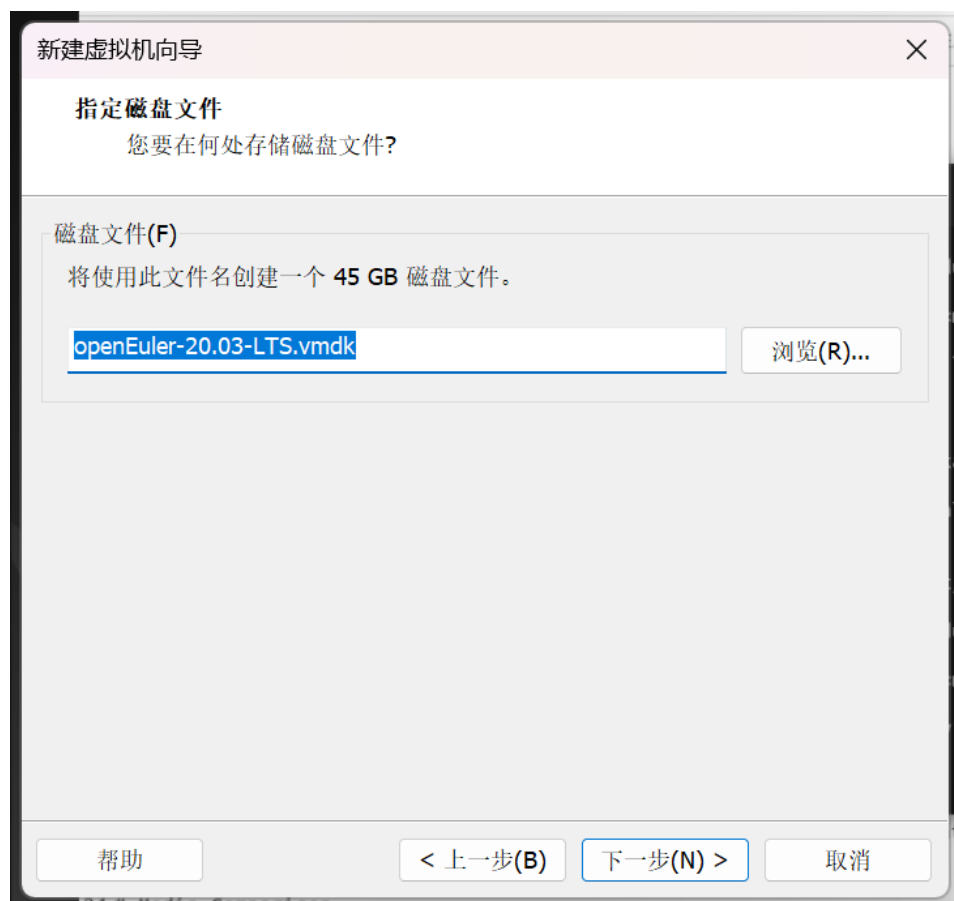 新建虚拟机向导
指定磁盘文件
您要在何处存储磁盘文件?
磁盘文件(F)
将使用此文件名创建一个 45 GB 磁盘文件。
openEuler-20.03-LTS.vmdk
浏览(R)...
帮助
< 上一步(B)
下一步(N) >
取消